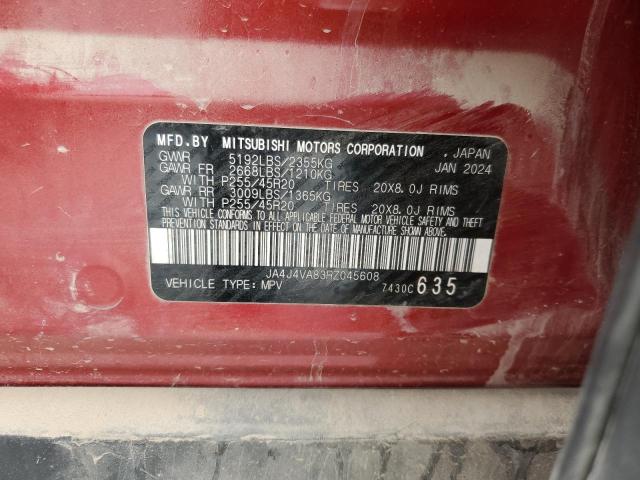 MFD.BY MITSUBISHI MOTORS CORPORATION , JAPAN
GVWR 5192LBS/2355KG JAN 2024
GAWR FR 2668LBS/1210KG
WITH P255/45R20 TIRES 20X8.0J RIMS
GAWR RR 3009LBS/1365KG
WITH P255/45R20 TIRES 20X8.0J RIMS
THIS VEHICLE CONFORMS TO ALL APPLICABLE FEDERAL MOTOR VEHICLE SAFETY AND THEFT
PREVENTION STANDARDS IN EFFECT ON THE DATE OF MANUFACTURE SHOWN ABOVE.
JA4J4VA83RZ045608
VEHICLE TYPE: MPV 7430C 635